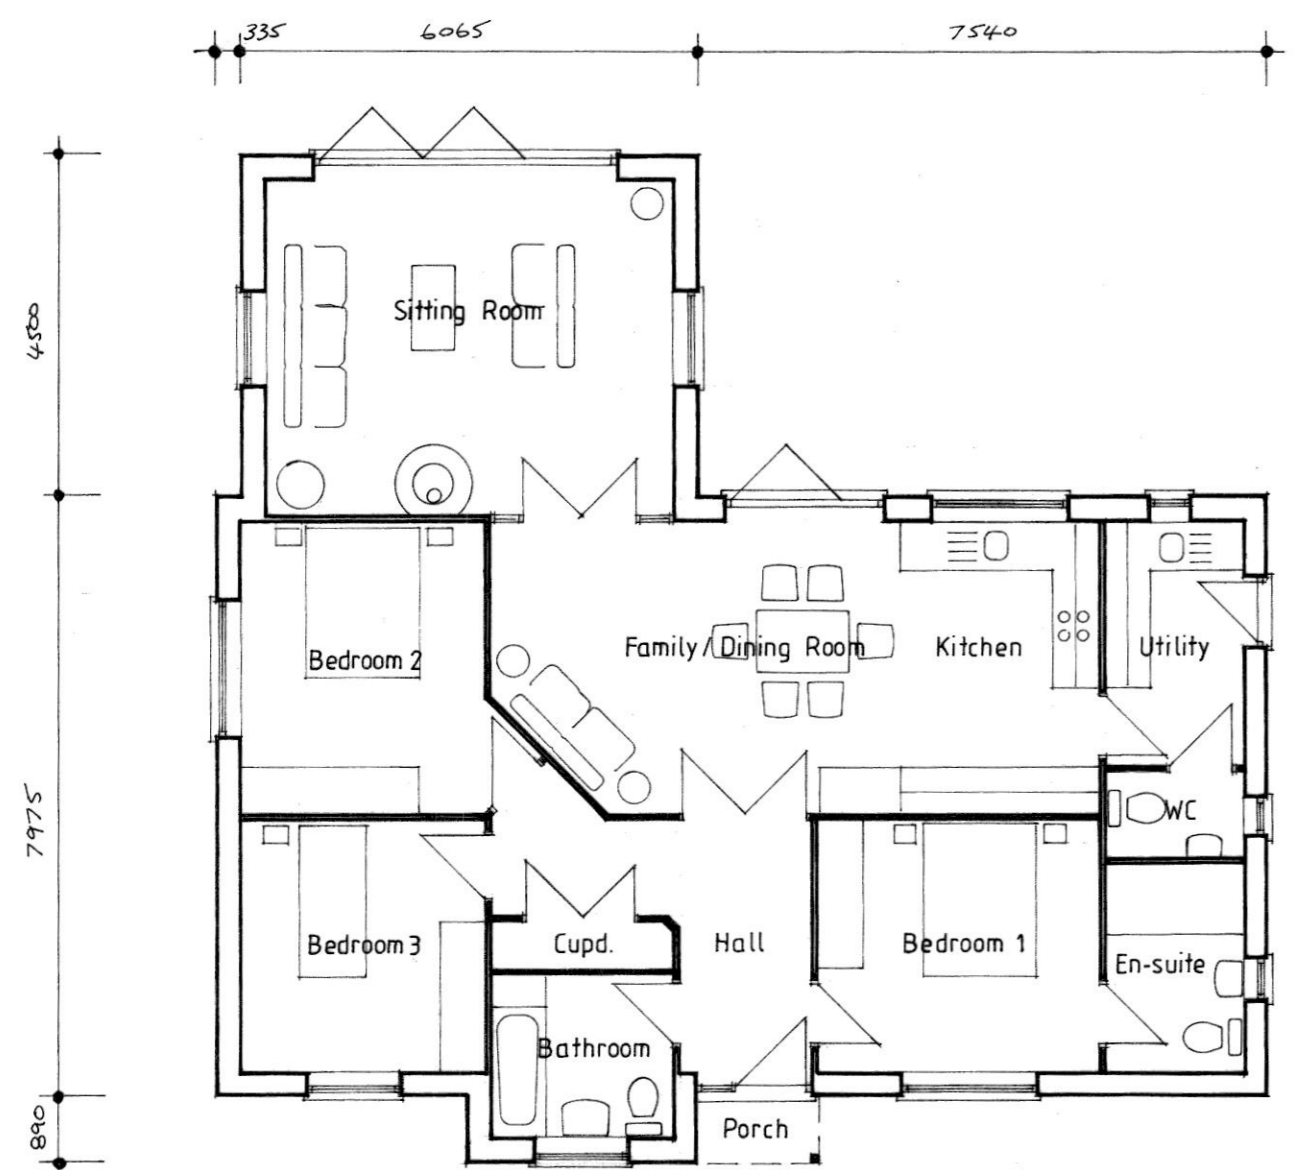 335 6065 7540
4500
Sitting Room
Family/Dining Room Kitchen Utility
Bedroom 2
7975
WC
Bedroom 3 Cupd. Hall Bedroom 1
En-suite
Bathroom
890
Porch